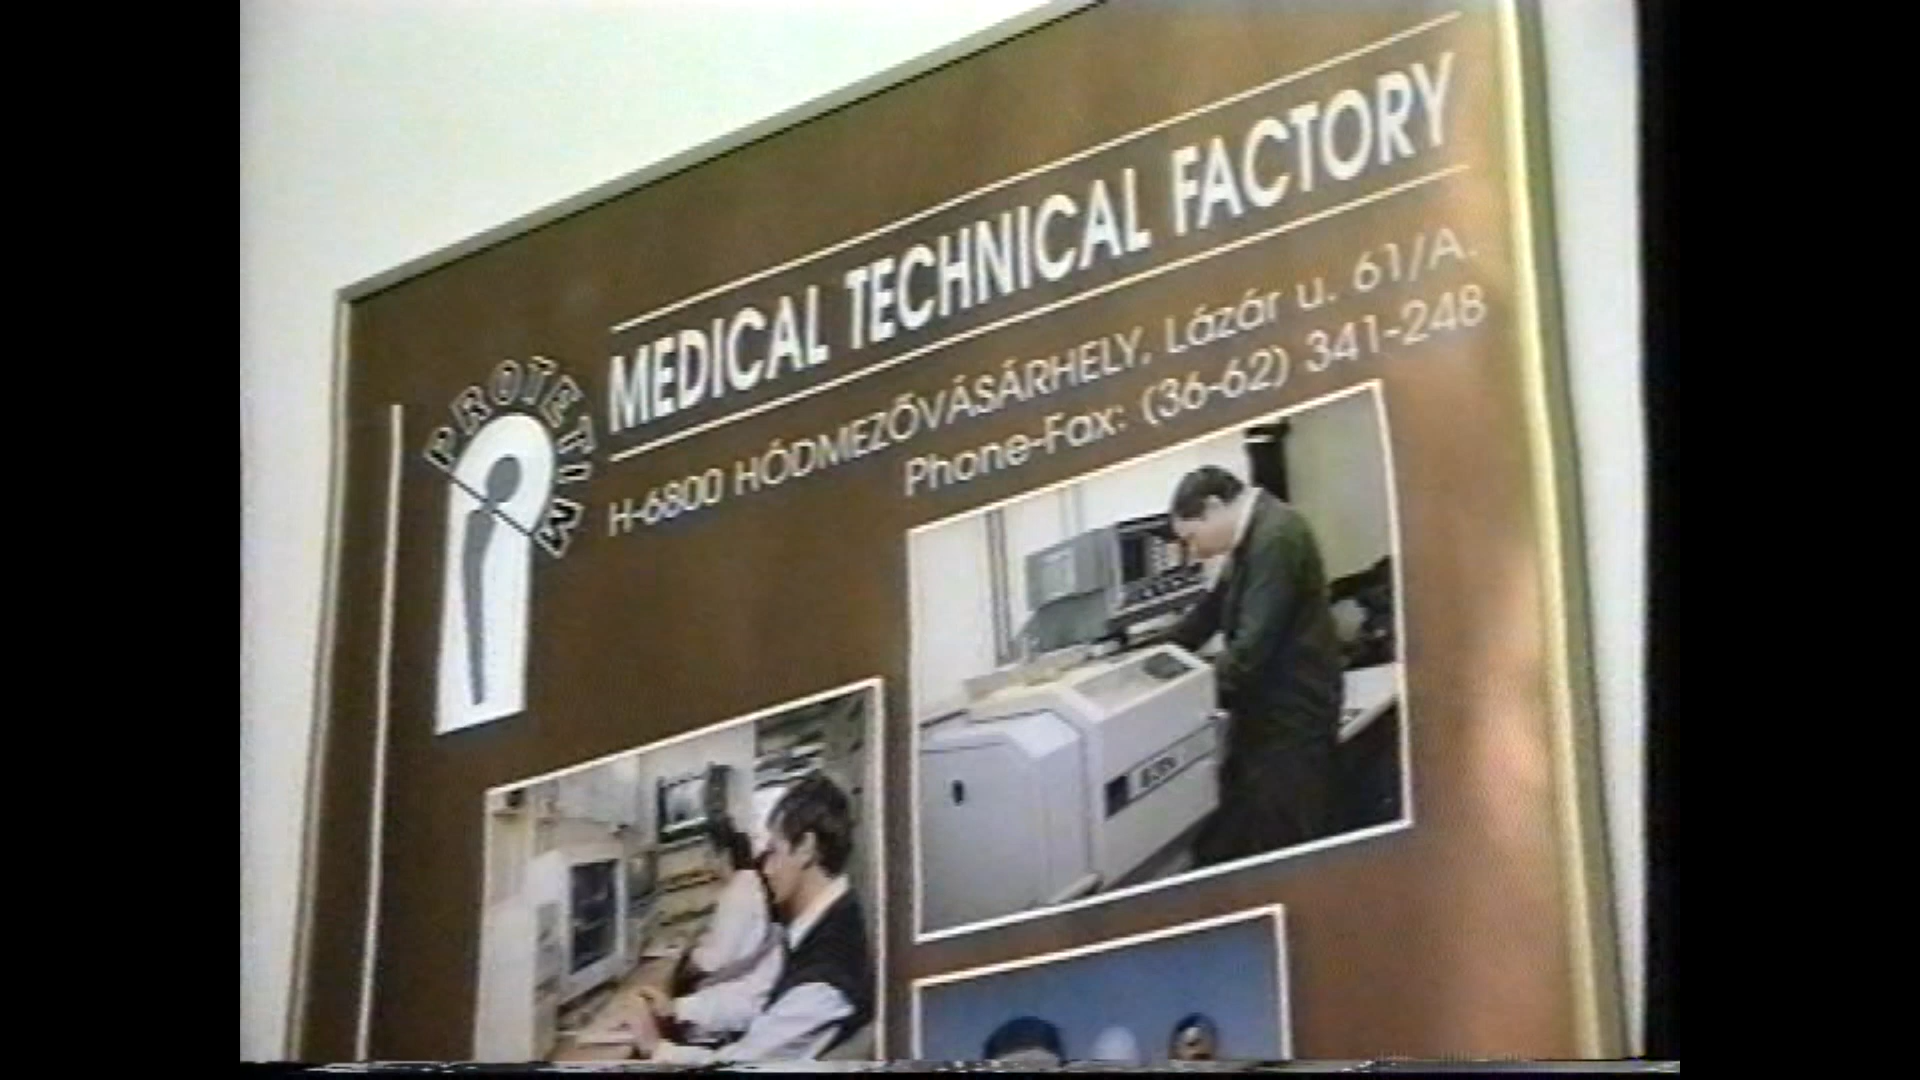 PROTETIM
MEDICAL TECHNICAL FACTORY
H-6800 HÓDMEZŐVÁSÁRHELY, Lázár u. 61/A.
Phone-Fax: (36-62) 341-248